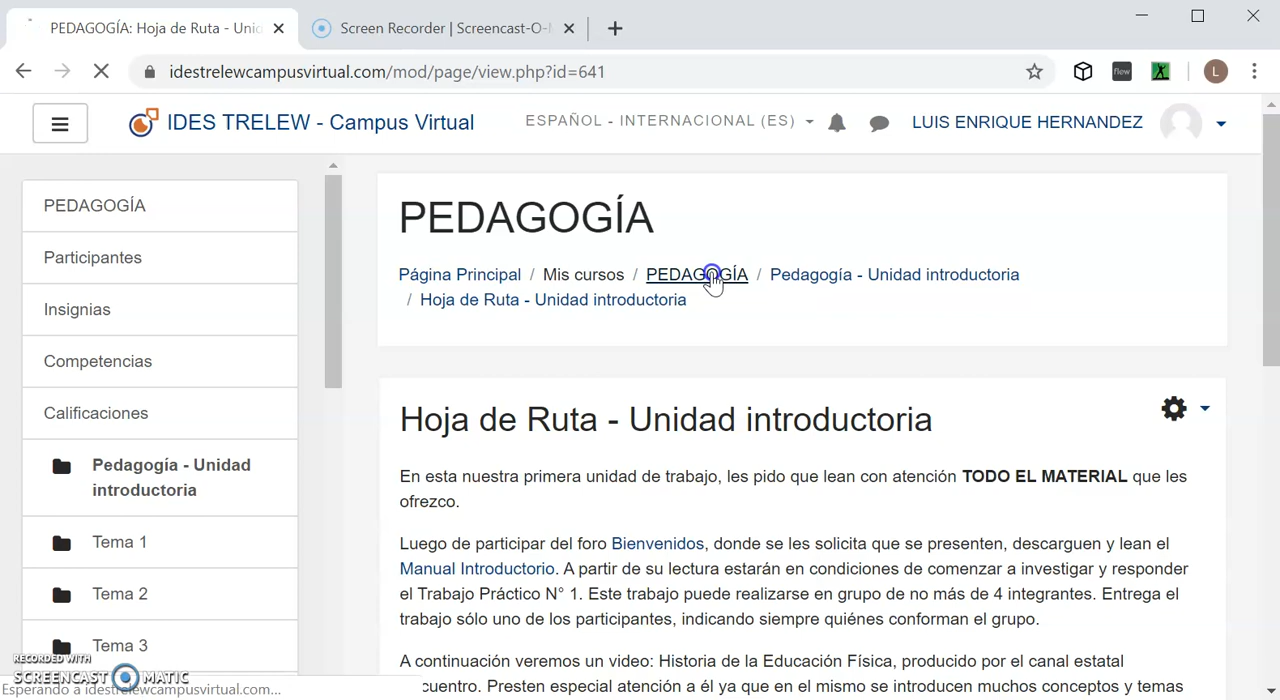 PEDAGOGÍA: Hoja de Ruta - Unid
Screen Recorder | Screencast-O-M
idestrelewcampusvirtual.com/mod/page/view.php?id=641
flow
L
IDES TRELEW - Campus Virtual
ESPAÑOL - INTERNACIONAL (ES)
LUIS ENRIQUE HERNANDEZ
PEDAGOGÍA
Participantes
Insignias
Competencias
Calificaciones
Pedagogía - Unidad
introductoria
Tema 1
Tema 2
Tema 3
PEDAGOGÍA
Página Principal / Mis cursos / PEDAGOGÍA / Pedagogía - Unidad introductoria
/ Hoja de Ruta - Unidad introductoria
Hoja de Ruta - Unidad introductoria
En esta nuestra primera unidad de trabajo, les pido que lean con atención TODO EL MATERIAL que les
ofrezco.
Luego de participar del foro Bienvenidos, donde se les solicita que se presenten, descarguen y lean el
Manual Introductorio. A partir de su lectura estarán en condiciones de comenzar a investigar y responder
el Trabajo Práctico N° 1. Este trabajo puede realizarse en grupo de no más de 4 integrantes. Entrega el
trabajo sólo uno de los participantes, indicando siempre quiénes conforman el grupo.
A continuación veremos un video: Historia de la Educación Física, producido por el canal estatal
cuentro. Presten especial atención a él ya que en el mismo se introducen muchos conceptos y temas
RECORDED WITH
SCREENCAST MATIC
Esperando a idestrelewcampusvirtual.com...